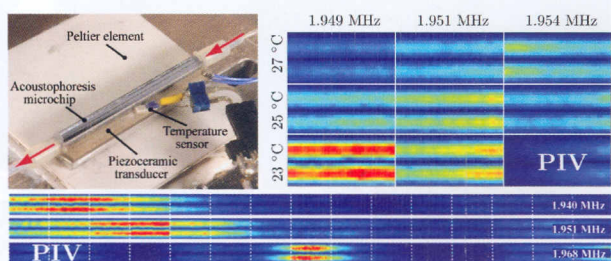 Peltier element
Acoustophoresis
microchip
Temperature
sensor
Piezoceramic
transducer
1.949 MHz 1.951 MHz 1.954 MHz
27 °C
25 °C
23 °C
PIV
1.940 MHz
1.951 MHz
PIV
1.968 MHz